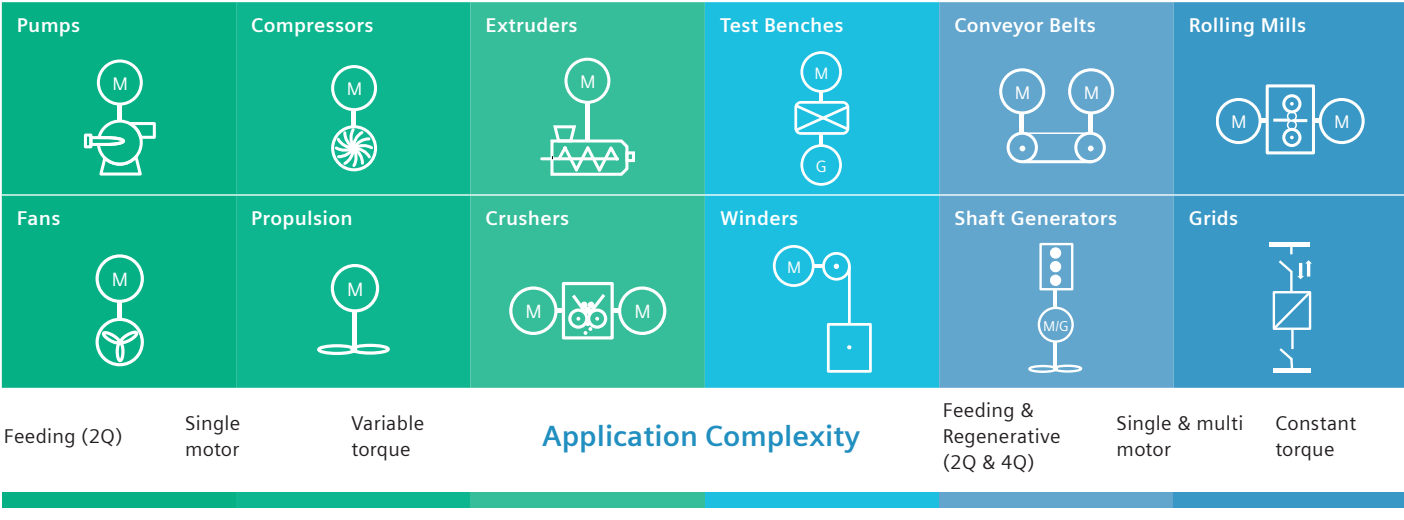 Pumps
Compressors
Extruders
Test Benches
Conveyor Belts
Rolling Mills
M
M
M
M
G
M
M
M
M
Fans
Propulsion
Crushers
Winders
Shaft Generators
Grids
M
M
M
M
M
M/G
Feeding (2Q)
Single
motor
Variable
torque
Application Complexity
Feeding &
Regenerative
(2Q & 4Q)
Single & multi
motor
Constant
torque